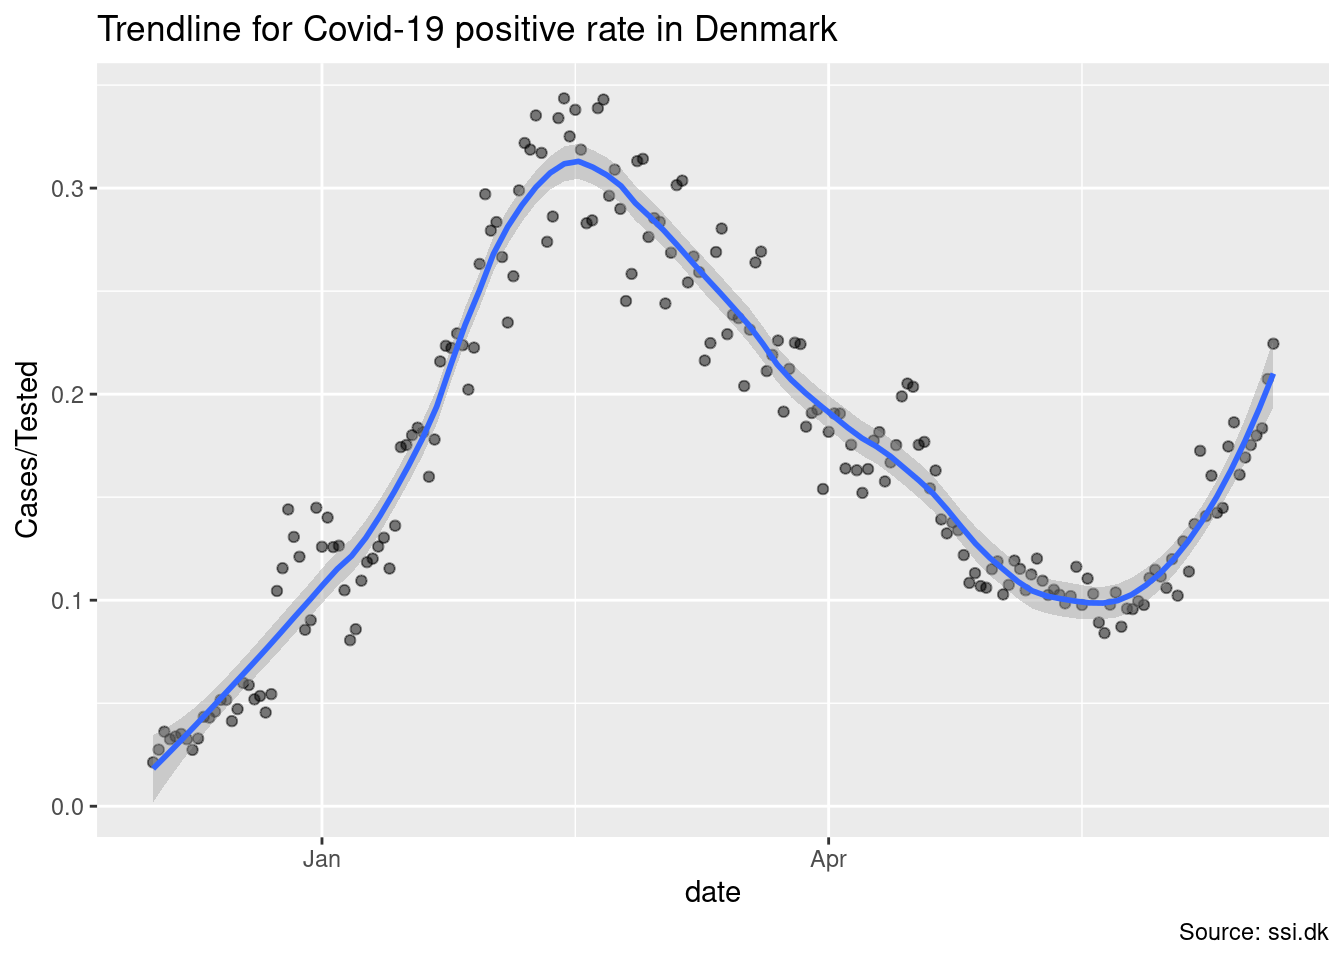 Trendline for Covid-19 positive rate in Denmark
Cases/Tested
0.3
0.2
0.1
0.0
Jan
Apr
date
Source: ssi.dk